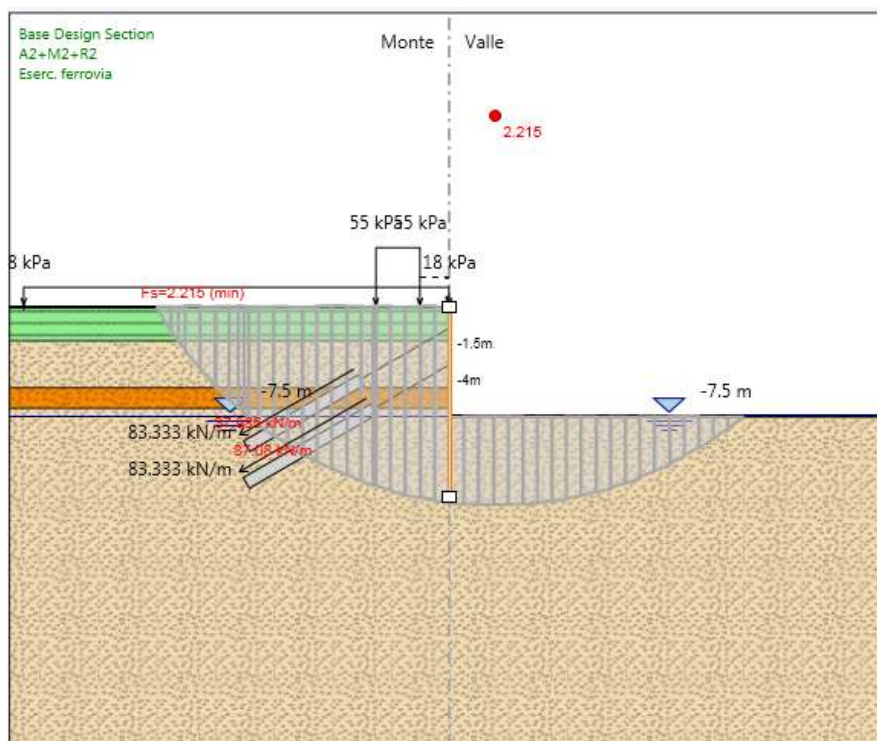 Base Design Section
A2+M2+R2
Eserc. ferrovia
Monte
Valle
2.215
55 kPa
55 kPa
8 kPa
18 kPa
Fs=2.215 (min)
-1.5m
-4m
-7.5 m
-7.5 m
83.333 kN/m
87.08 kN/m
83.333 kN/m